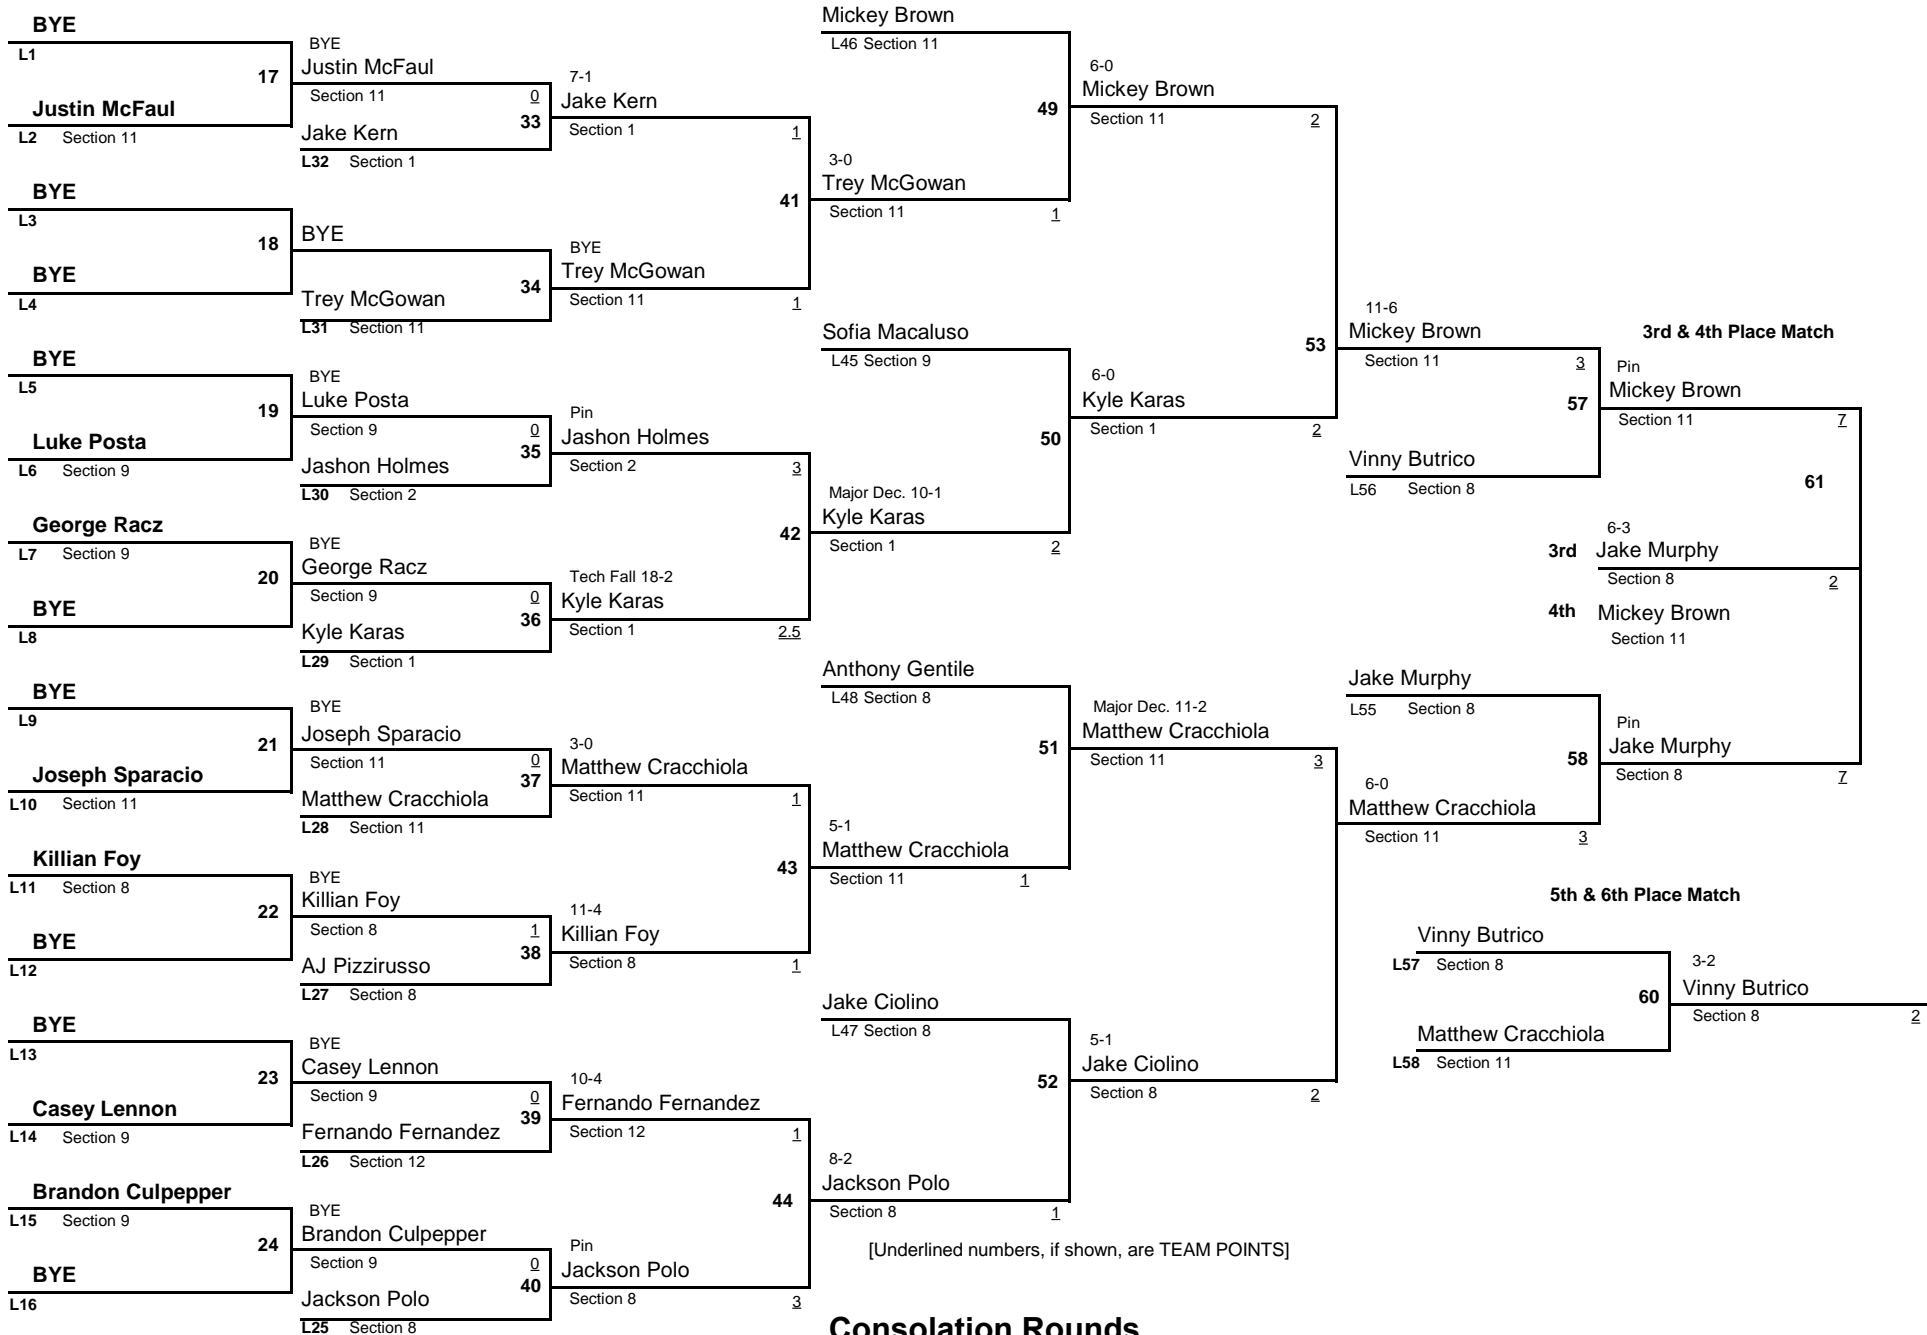 BYE
L1
17
Justin McFaul
L2 Section 11
BYE
L3
18
BYE
L4
BYE
L5
19
Luke Posta
L6 Section 9
George Racz
L7 Section 9
20
BYE
L8
BYE
L9
21
Joseph Sparacio
L10 Section 11
Killian Foy
L11 Section 8
22
BYE
L12
BYE
L13
23
Casey Lennon
L14 Section 9
Brandon Culpepper
L15 Section 9
24
BYE
L16
BYE
Justin McFaul
Section 11 0
33
Jake Kern
L32 Section 1
BYE
34
Trey McGowan
L31 Section 11
BYE
Luke Posta
Section 9 0
35
Jashon Holmes
L30 Section 2
BYE
George Racz
Section 9 0
36
Kyle Karas
L29 Section 1
BYE
Joseph Sparacio
Section 11 0
37
Matthew Cracchiola
L28 Section 11
BYE
Killian Foy
Section 8 1
38
AJ Pizzirusso
L27 Section 8
BYE
Casey Lennon
Section 9 0
39
Fernando Fernandez
L26 Section 12
BYE
Brandon Culpepper
Section 9 0
40
Jackson Polo
L25 Section 8
7-1
Jake Kern
Section 1 1
41
BYE
Trey McGowan
Section 11 1
Pin
Jashon Holmes
Section 2 3
42
Tech Fall 18-2
Kyle Karas
Section 1 2.5
3-0
Matthew Cracchiola
Section 11 1
43
11-4
Killian Foy
Section 8 1
10-4
Fernando Fernandez
Section 12 1
44
Pin
Jackson Polo
Section 8 3
Mickey Brown
L46 Section 11
49
3-0
Trey McGowan
Section 11 1
Sofia Macaluso
L45 Section 9
50
Major Dec. 10-1
Kyle Karas
Section 1 2
Anthony Gentile
L48 Section 8
51
5-1
Matthew Cracchiola
Section 11 1
Jake Ciolino
L47 Section 8
52
8-2
Jackson Polo
Section 8 1
6-0
Mickey Brown
Section 11 2
53
6-0
Kyle Karas
Section 1 2
Major Dec. 11-2
Matthew Cracchiola
Section 11 3
5-1
Jake Ciolino
Section 8 2
11-6
Mickey Brown
Section 11 3
57
Vinny Butrico
L56 Section 8
Jake Murphy
L55 Section 8
58
6-0
Matthew Cracchiola
Section 11 3
3rd & 4th Place Match
Pin
Mickey Brown
Section 11 7
61
6-3
3rd Jake Murphy
Section 8 2
4th Mickey Brown
Section 11
Pin
Jake Murphy
Section 8 7
5th & 6th Place Match
Vinny Butrico
L57 Section 8
60
Matthew Cracchiola
L58 Section 11
3-2
Vinny Butrico
Section 8 2
[Underlined numbers, if shown, are TEAM POINTS]
Consolation Rounds